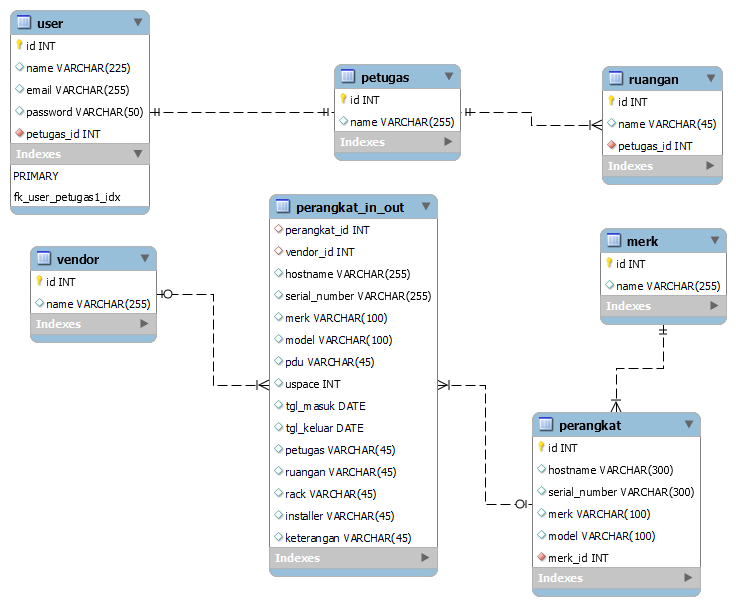 user
id INT
name VARCHAR(225)
email VARCHAR(255)
password VARCHAR(50)
petugas_id INT
Indexes
PRIMARY
fk_user_petugas1_idx
petugas
id INT
name VARCHAR(255)
Indexes
ruangan
id INT
name VARCHAR(45)
petugas_id INT
Indexes
vendor
id INT
name VARCHAR(255)
Indexes
perangkat_in_out
perangkat_id INT
vendor_id INT
hostname VARCHAR(255)
serial_number VARCHAR(255)
merk VARCHAR(100)
model VARCHAR(100)
pdu VARCHAR(45)
uspace INT
tgl_masuk DATE
tgl_keluar DATE
petugas VARCHAR(45)
ruangan VARCHAR(45)
rack VARCHAR(45)
installer VARCHAR(45)
keterangan VARCHAR(45)
Indexes
merk
id INT
name VARCHAR(255)
Indexes
perangkat
id INT
hostname VARCHAR(300)
serial_number VARCHAR(300)
merk VARCHAR(100)
model VARCHAR(100)
merk_id INT
Indexes